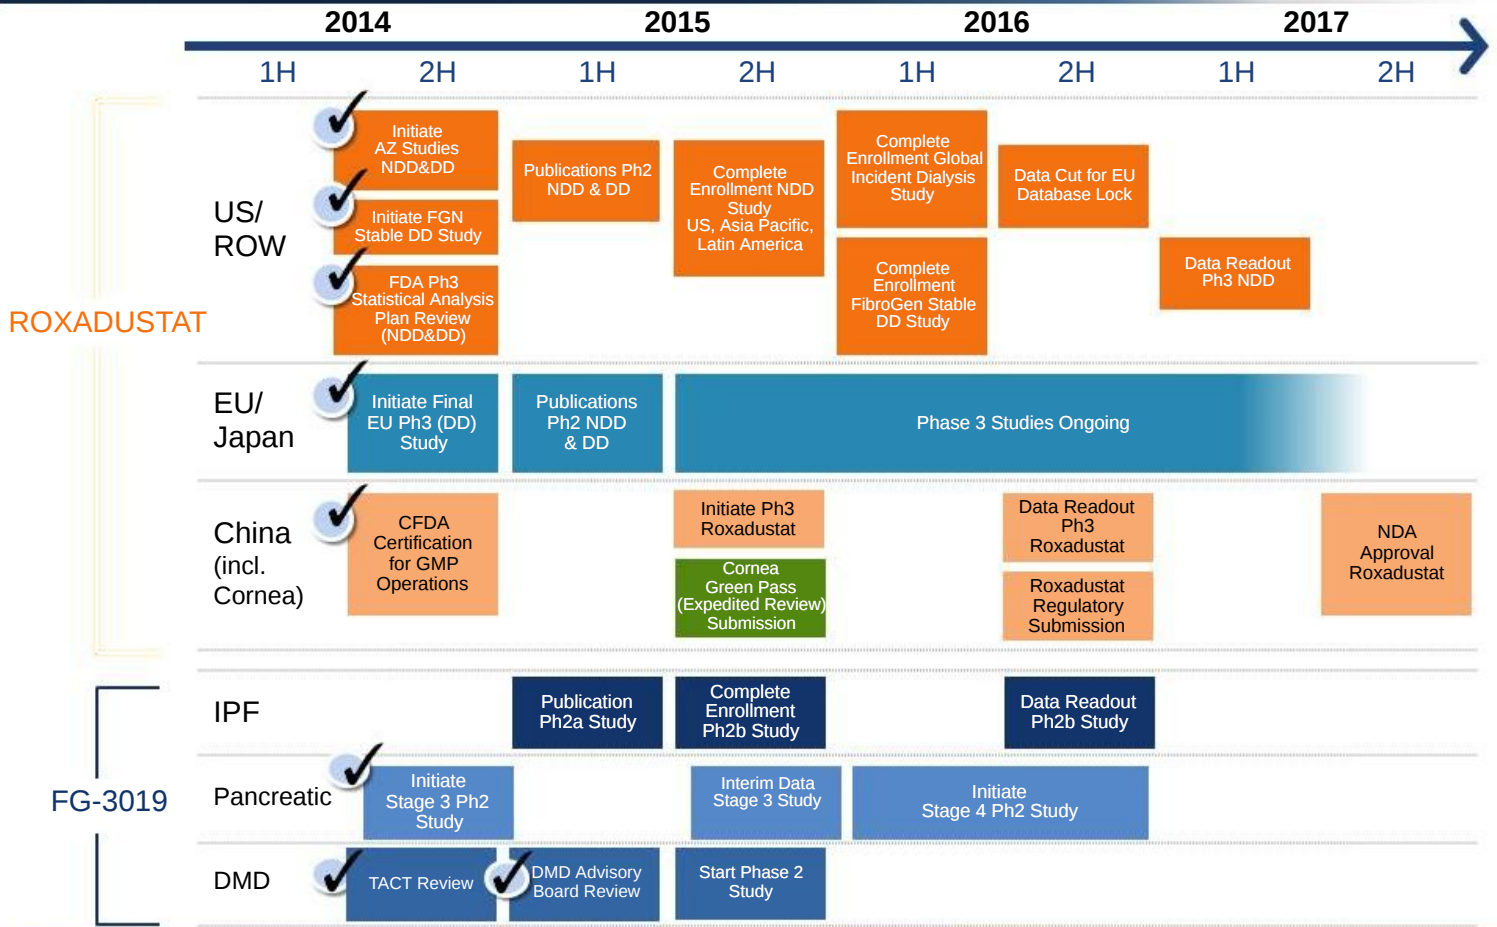 2014
2015
2016
2017
1H
2H
1H
2H
1H
2H
1H
2H
ROXADUSTAT
US/
ROW
Initiate
AZ Studies
NDD&DD
Initiate FGN
Stable DD Study
FDA Ph3
Statistical Analysis
Plan Review
(NDD&DD)
Publications Ph2
NDD & DD
Complete
Enrollment NDD
Study
US, Asia Pacific,
Latin America
Complete
Enrollment Global
Incident Dialysis
Study
Complete
Enrollment
FibroGen Stable
DD Study
Data Cut for EU
Database Lock
Data Readout
Ph3 NDD
EU/
Japan
Initiate Final
EU Ph3 (DD)
Study
Publications
Ph2 NDD
& DD
Phase 3 Studies Ongoing
China
(incl.
Cornea)
CFDA
Certification
for GMP
Operations
Initiate Ph3
Roxadustat
Cornea
Green Pass
(Expedited Review)
Submission
Data Readout
Ph3
Roxadustat
Roxadustat
Regulatory
Submission
NDA
Approval
Roxadustat
FG-3019
IPF
Publication
Ph2a Study
Complete
Enrollment
Ph2b Study
Data Readout
Ph2b Study
Pancreatic
Initiate
Stage 3 Ph2
Study
Interim Data
Stage 3 Study
Initiate
Stage 4 Ph2 Study
DMD
TACT Review
DMD Advisory
Board Review
Start Phase 2
Study